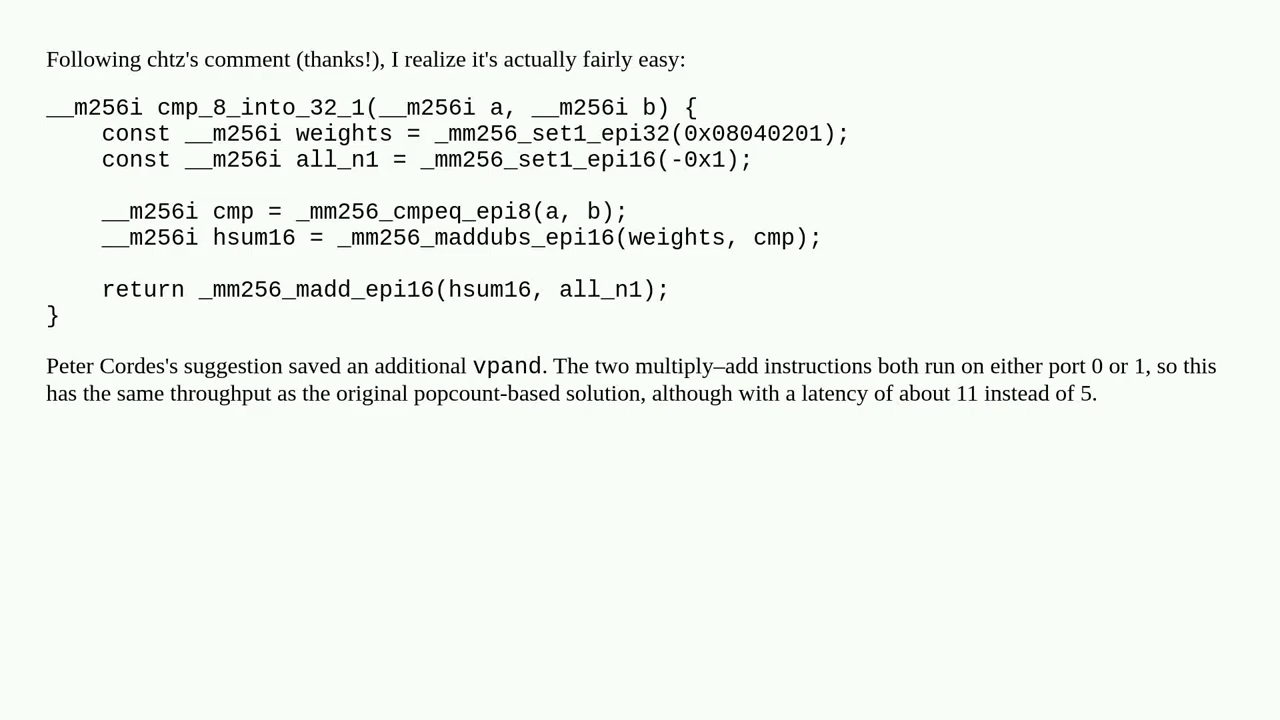 Following chtz's comment (thanks!), I realize it's actually fairly easy:
__m256i cmp_8_into_32_1(__m256i a, __m256i b) {
    const __m256i weights = _mm256_set1_epi32(0x08040201);
    const __m256i all_n1 = _mm256_set1_epi16(-0x1);

    __m256i cmp = _mm256_cmpeq_epi8(a, b);
    __m256i hsum16 = _mm256_maddubs_epi16(weights, cmp);

    return _mm256_madd_epi16(hsum16, all_n1);
}
Peter Cordes's suggestion saved an additional vpand. The two multiply–add instructions both run on either port 0 or 1, so this
has the same throughput as the original popcount-based solution, although with a latency of about 11 instead of 5.